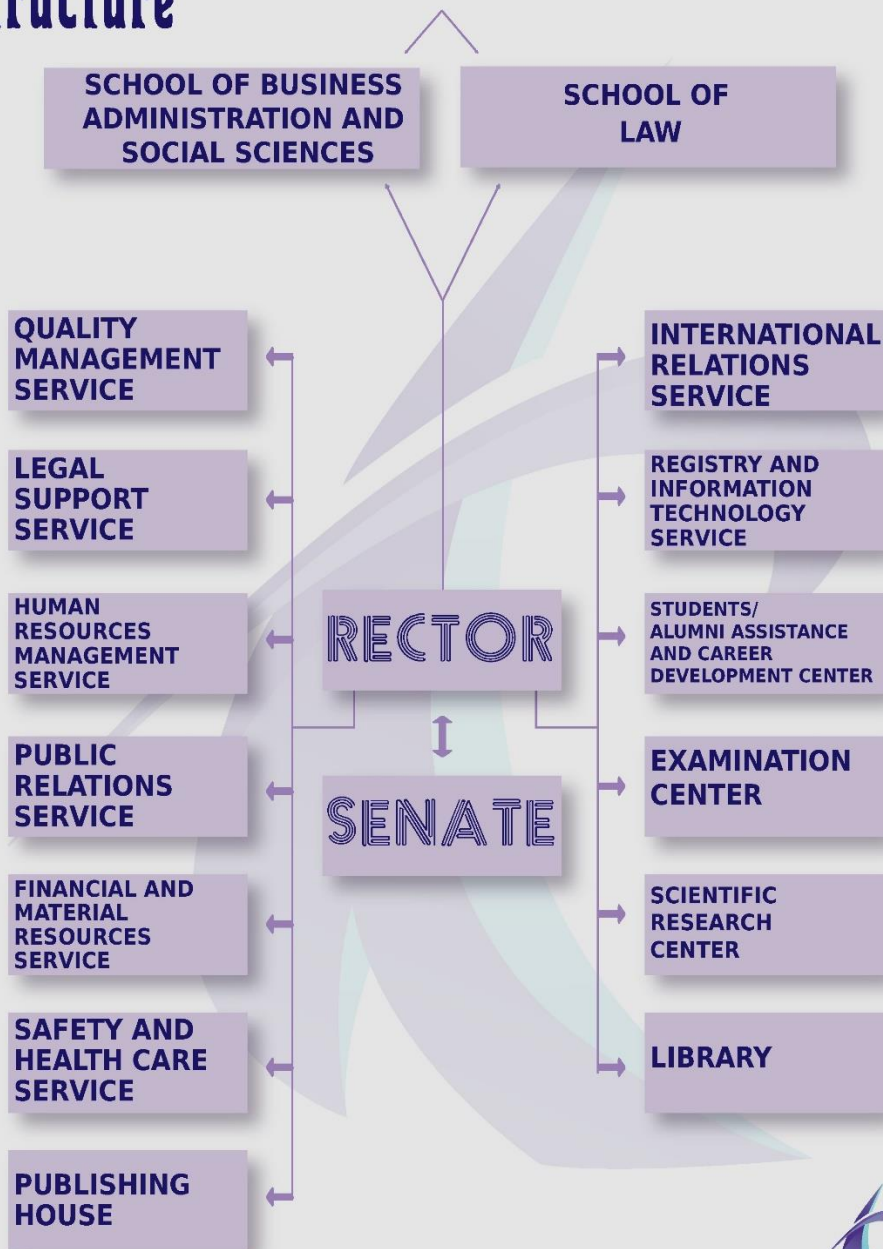 SCHOOL OF BUSINESS
ADMINISTRATION AND
SOCIAL SCIENCES
SCHOOL OF
LAW
QUALITY
MANAGEMENT
SERVICE
LEGAL
SUPPORT
SERVICE
HUMAN
RESOURCES
MANAGEMENT
SERVICE
PUBLIC
RELATIONS
SERVICE
FINANCIAL AND
MATERIAL
RESOURCES
SERVICE
SAFETY AND
HEALTH CARE
SERVICE
PUBLISHING
HOUSE
RECTOR
SENATE
INTERNATIONAL
RELATIONS
SERVICE
REGISTRY AND
INFORMATION
TECHNOLOGY
SERVICE
STUDENTS/
ALUMNI ASSISTANCE
AND CAREER
DEVELOPMENT CENTER
EXAMINATION
CENTER
SCIENTIFIC
RESEARCH
CENTER
LIBRARY